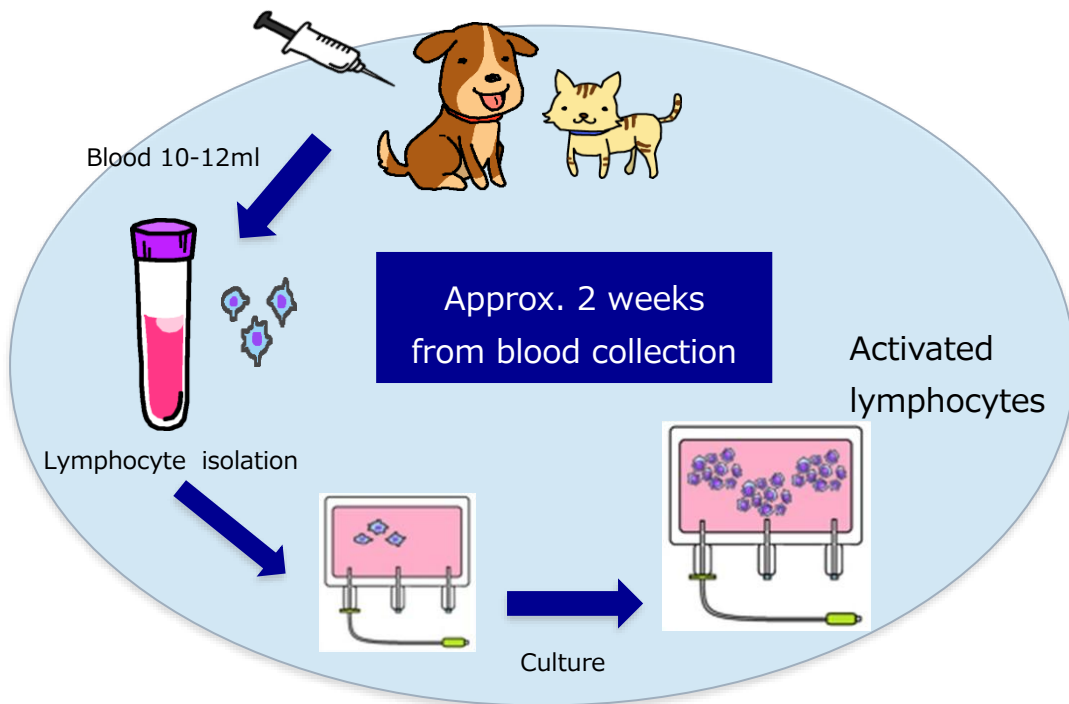 Blood 10-12ml
Approx. 2 weeks
from blood collection
Activated
lymphocytes
Lymphocyte isolation
Culture